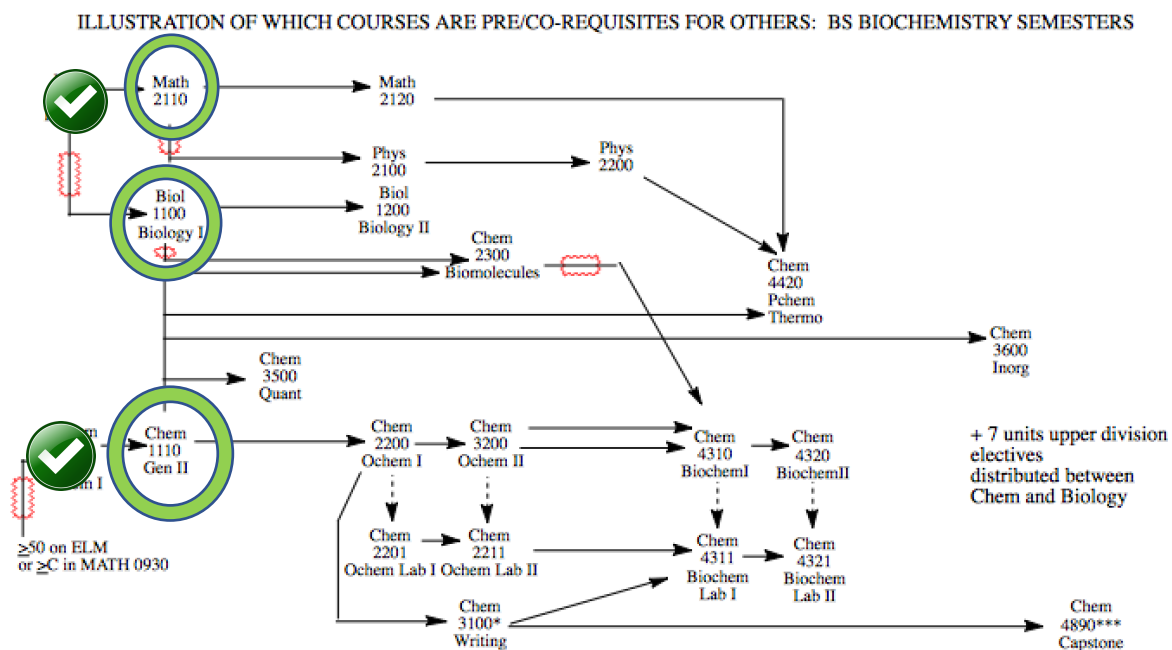 ILLUSTRATION OF WHICH COURSES ARE PRE/CO-REQUISITES FOR OTHERS: BS BIOCHEMISTRY SEMESTERS
Math
2110
Math
2120
Phys
2100
Phys
2200
Biol
1100
Biology I
Biol
1200
Biology II
Chem
2300
Biomolecules
Chem
4420
Pchem
Thermo
Chem
3600
Inorg
Chem
3500
Quant
Chem
1110
Gen II
Chem
2200
Ochem I
Chem
3200
Ochem II
Chem
4310
BiochemI
Chem
4320
BiochemII
+ 7 units upper division
electives
distributed between
Chem and Biology
≥50 on ELM
or ≥C in MATH 0930
Chem
2201
Ochem Lab I
Chem
2211
Ochem Lab II
Chem
4311
Biochem
Lab I
Chem
4321
Biochem
Lab II
Chem
3100*
Writing
Chem
4890***
Capstone